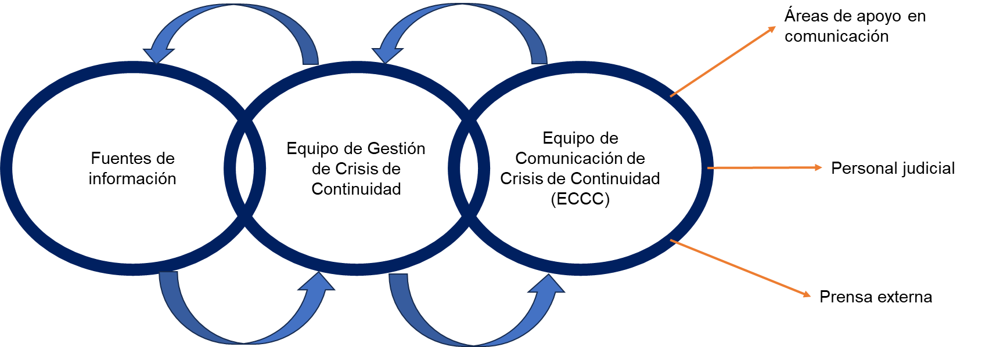 Fuentes de
información
Equipo de Gestión
de Crisis de
Continuidad
Equipo de
Comunicación de
Crisis de Continuidad
(ECCC)
Áreas de apoyo en
comunicación
Personal judicial
Prensa externa